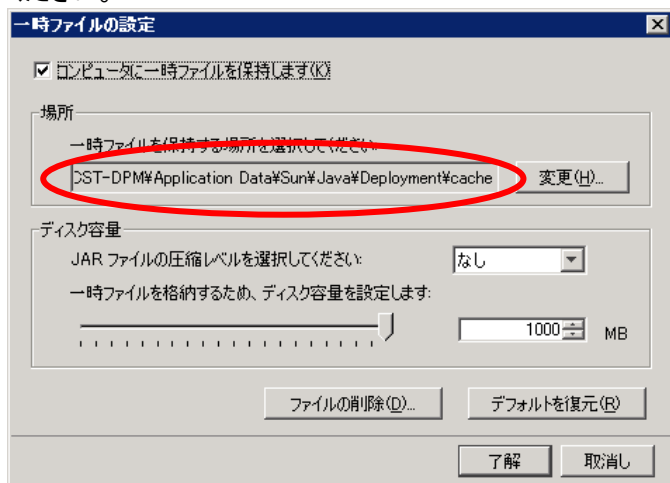 ださい。
一時ファイルの設定
コンピュータに一時ファイルを保持します(K)
場所
一時ファイルを保持する場所を選択してください:
ST-DPM¥Application Data¥Sun¥Java¥Deployment¥cache
変更(H)...
ディスク容量
JAR ファイルの圧縮レベルを選択してください:
なし
一時ファイルを格納するため、ディスク容量を設定します:
1000 MB
ファイルの削除(D)...
デフォルトを復元(R)
了解
取消し